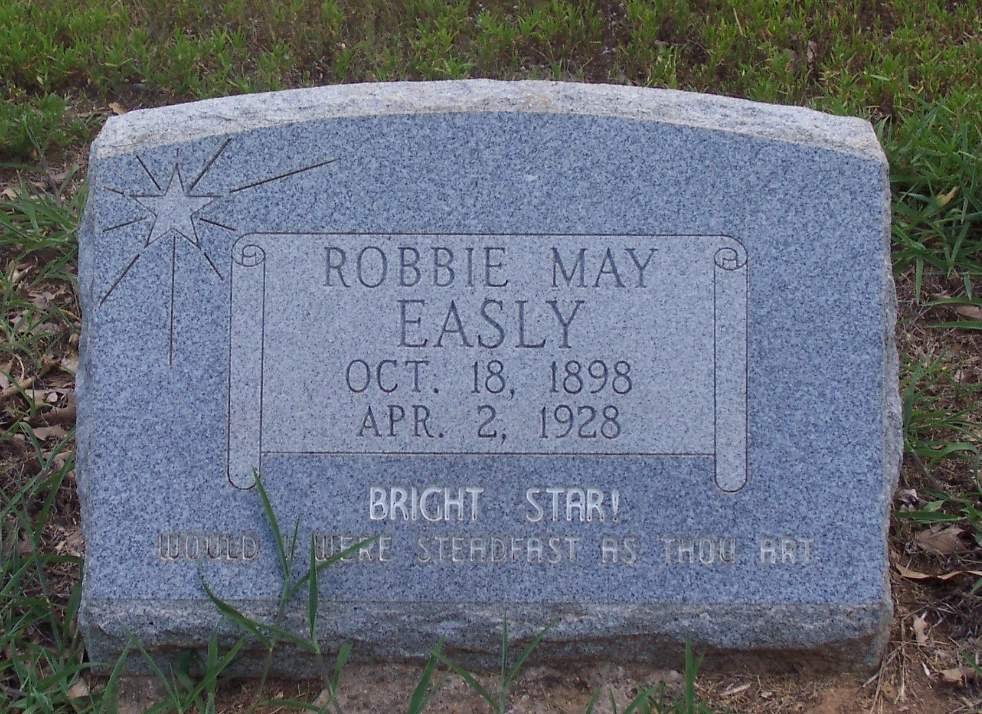 ROBBIE MAY
EASLY
OCT. 18, 1898
APR. 2, 1928
BRIGHT STAR!
WOULD I WERE STEADFAST AS THOU ART